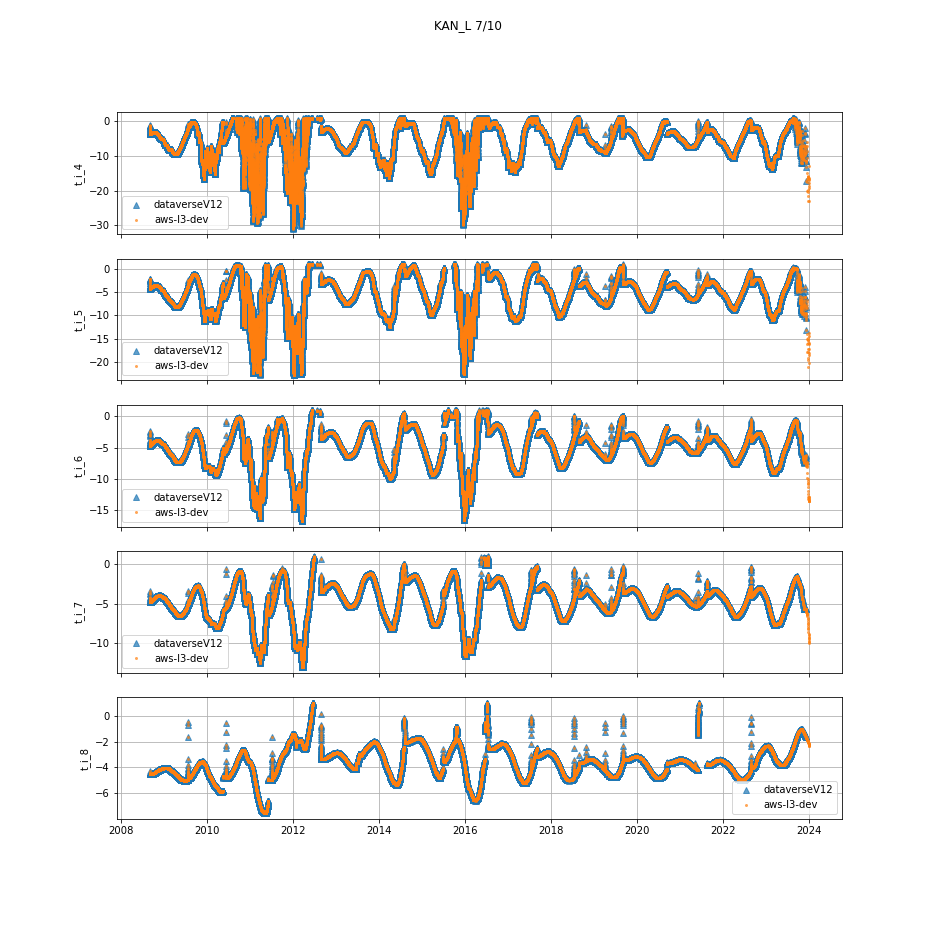 KAN_L 7/10
0
−10
−20
−30
t_i_4
dataverseV12
aws-l3-dev
0
−5
−10
−15
−20
t_i_5
dataverseV12
aws-l3-dev
0
−5
−10
−15
t_i_6
dataverseV12
aws-l3-dev
0
−5
−10
t_i_7
dataverseV12
aws-l3-dev
0
−2
−4
−6
t_i_8
dataverseV12
aws-l3-dev
2008 2010 2012 2014 2016 2018 2020 2022 2024